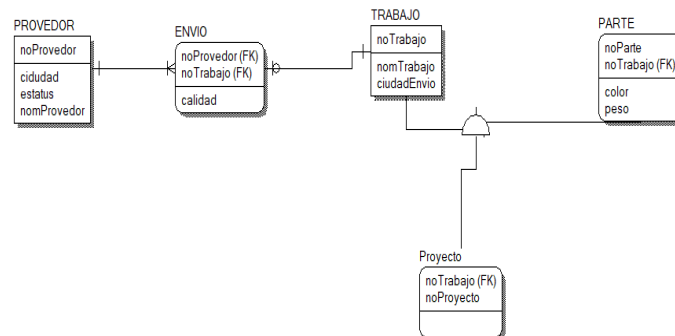 PROVEDOR
noProvedor
cidudad
estatus
nomProvedor
ENVIO
noProvedor (FK)
noTrabajo (FK)
calidad
TRABAJO
noTrabajo
nomTrabajo
ciudadEnvio
PARTE
noParte
noTrabajo (FK)
color
peso
Proyecto
noTrabajo (FK)
noProyecto